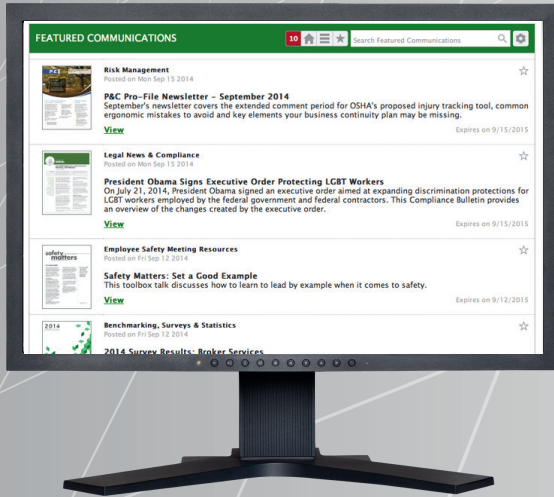 FEATURED COMMUNICATIONS
10
Search Featured Communications
Risk Management
Posted on Mon Sep 15 2014
P&C Pro-File Newsletter - September 2014
September's newsletter covers the extended comment period for OSHA's proposed injury tracking tool, common
ergonomic mistakes to avoid and key elements your business continuity plan may be missing.
View
Expires on 9/15/2015
Legal News & Compliance
Posted on Mon Sep 15 2014
President Obama Signs Executive Order Protecting LGBT Workers
On July 21, 2014, President Obama signed an executive order aimed at expanding discrimination protections for
LGBT workers employed by the federal government and federal contractors. This Compliance Bulletin provides
an overview of the changes created by the executive order.
View
Expires on 9/15/2015
safety
matters
Employee Safety Meeting Resources
Posted on Fri Sep 12 2014
Safety Matters: Set a Good Example
This toolbox talk discusses how to learn to lead by example when it comes to safety.
View
Expires on 9/12/2015
2014
Benchmarking, Surveys & Statistics
Posted on Fri Sep 12 2014
2014 Survey Results: Broker Services